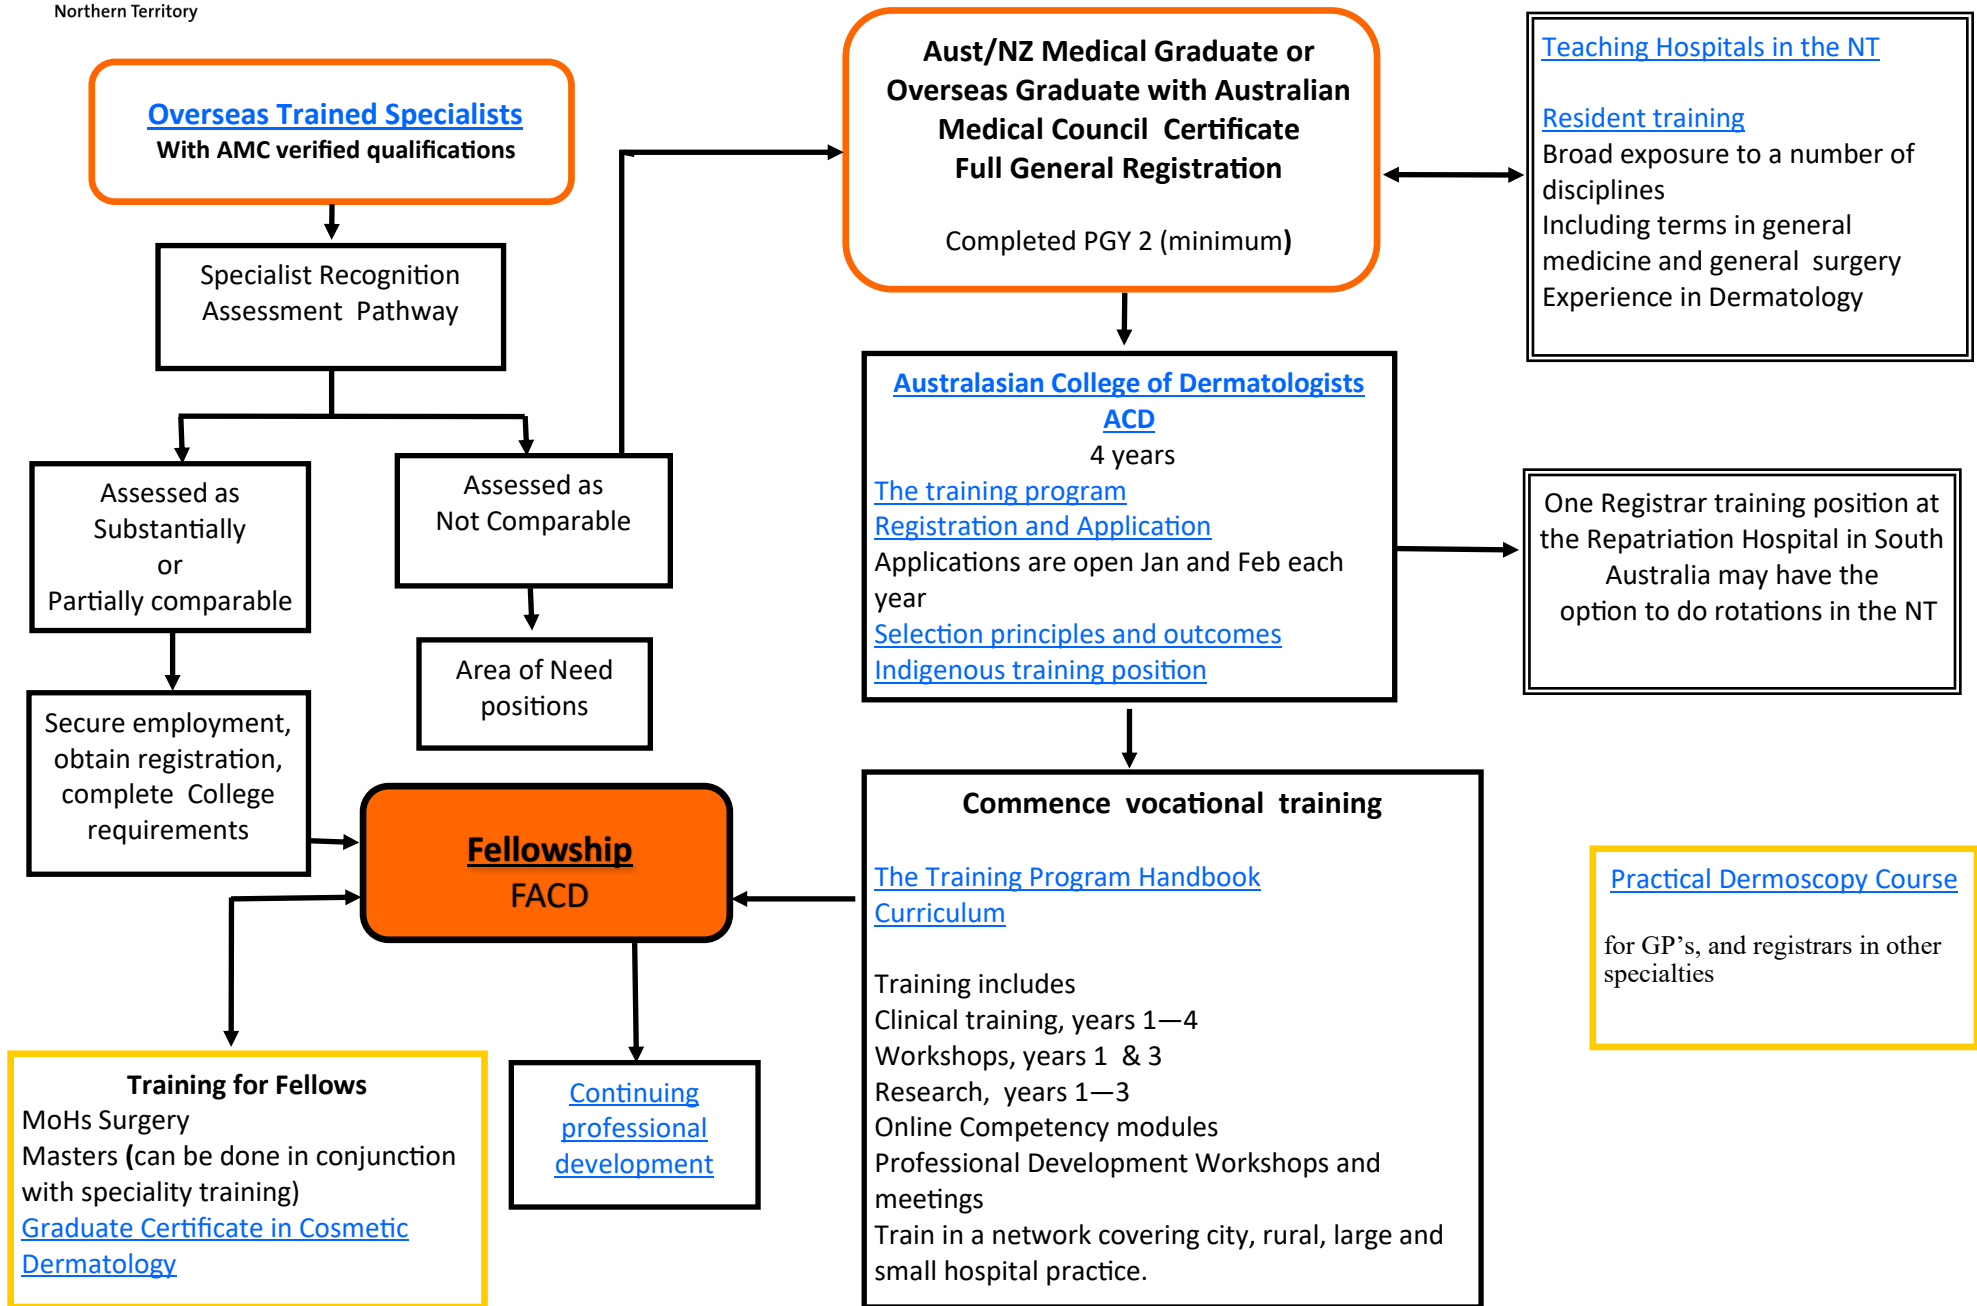 Northern Territory
Overseas Trained Specialists
With AMC verified qualifications
Specialist Recognition
Assessment Pathway
Assessed as
Substantially
or
Partially comparable
Assessed as
Not Comparable
Area of Need
positions
Secure employment,
obtain registration,
complete College
requirements
Fellowship
FACD
Training for Fellows
MoHs Surgery
Masters (can be done in conjunction
with speciality training)
Graduate Certificate in Cosmetic
Dermatology
Continuing
professional
development
Aust/NZ Medical Graduate or
Overseas Graduate with Australian
Medical Council Certificate
Full General Registration
Completed PGY 2 (minimum)
Australasian College of Dermatologists
ACD
4 years
The training program
Registration and Application
Applications are open Jan and Feb each
year
Selection principles and outcomes
Indigenous training position
Commence vocational training
The Training Program Handbook
Curriculum
Training includes
Clinical training, years 1—4
Workshops, years 1 & 3
Research, years 1—3
Online Competency modules
Professional Development Workshops and
meetings
Train in a network covering city, rural, large and
small hospital practice.
Teaching Hospitals in the NT
Resident training
Broad exposure to a number of
disciplines
Including terms in general
medicine and general surgery
Experience in Dermatology
One Registrar training position at
the Repatriation Hospital in South
Australia may have the
option to do rotations in the NT
Practical Dermoscopy Course
for GP’s, and registrars in other
specialties